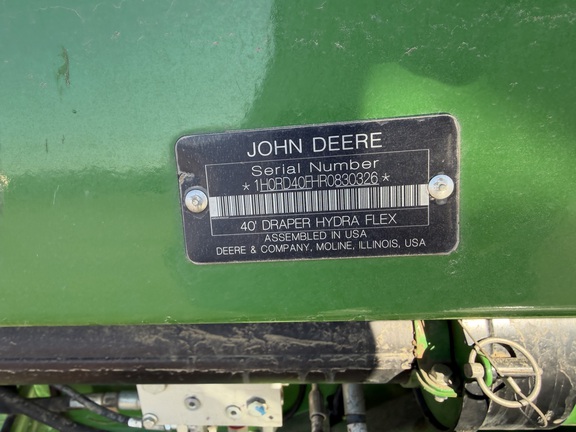 JOHN DEERE
Serial Number
*1H0RD40FHR0830326*
40' DRAPER HYDRA FLEX
ASSEMBLED IN USA
DEERE & COMPANY, MOLINE, ILLINOIS, USA